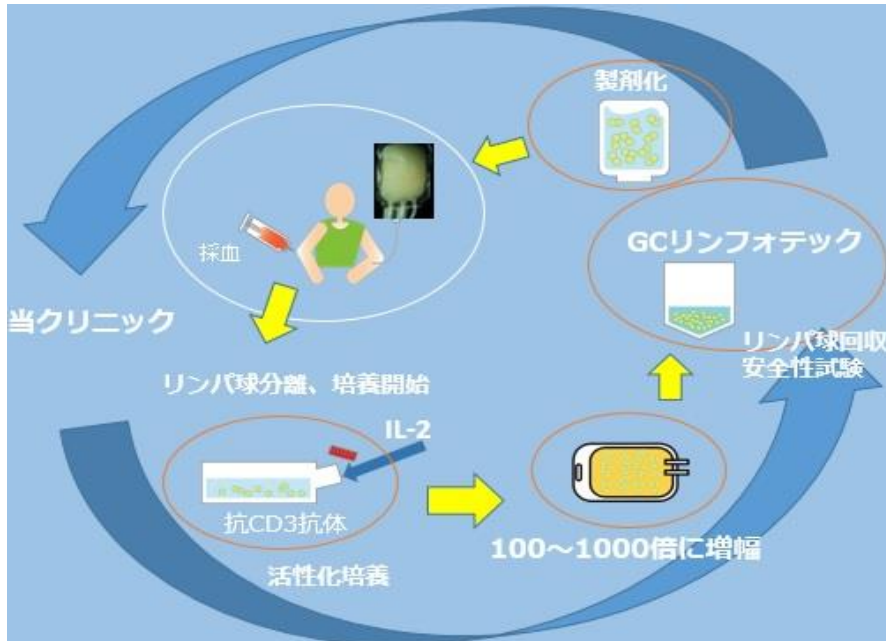 製剤化
GCリンフォテック
採血
当クリニック
リンパ球回収
安全性試験
リンパ球分離、培養開始
IL-2
抗CD3抗体
100～1000倍に増幅
活性化培養